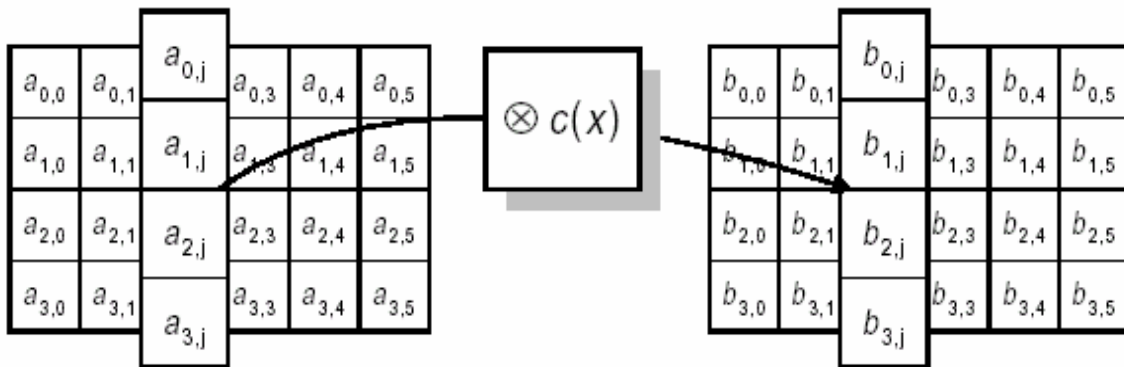 a0,0 a0,1 a0,j a0,3 a0,4 a0,5
a1,0 a1,1 a1,j a1,3 a1,4 a1,5
a2,0 a2,1 a2,j a2,3 a2,4 a2,5
a3,0 a3,1 a3,j a3,3 a3,4 a3,5
⊗ c(x)
b0,0 b0,1 b0,j b0,3 b0,4 b0,5
b1,0 b1,1 b1,j b1,3 b1,4 b1,5
b2,0 b2,1 b2,j b2,3 b2,4 b2,5
b3,0 b3,1 b3,j b3,3 b3,4 b3,5